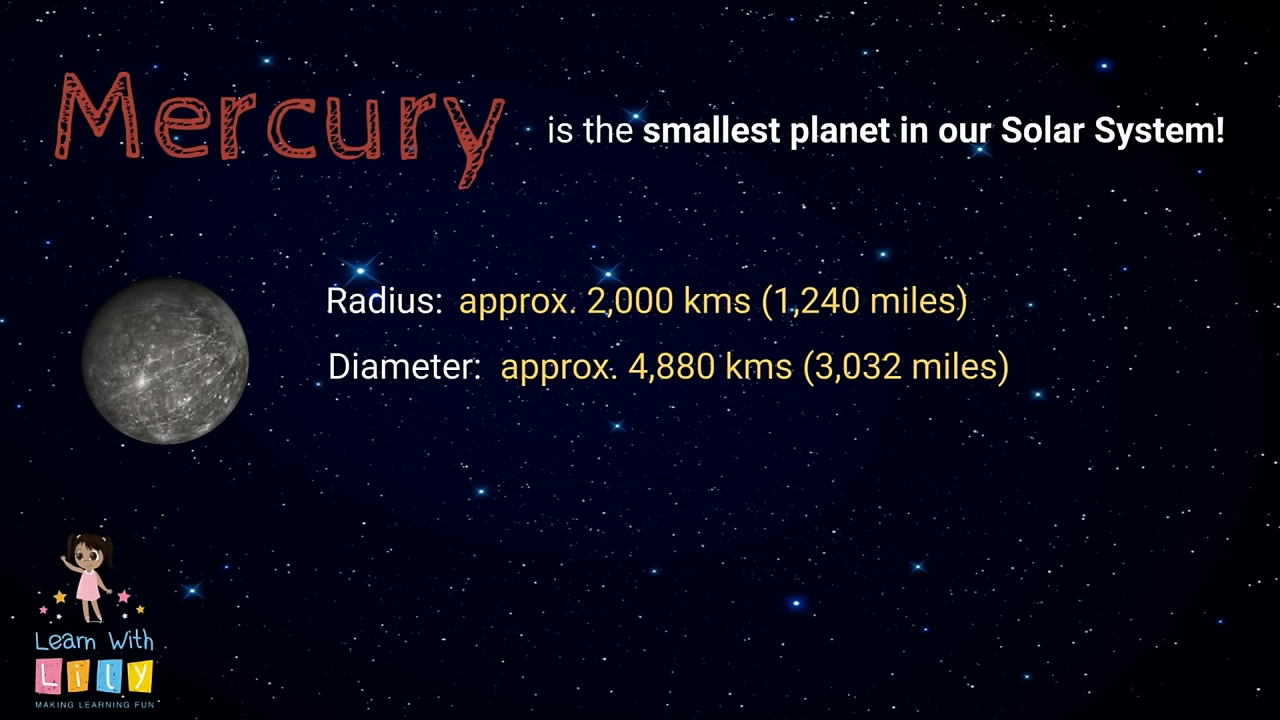 Mercury is the smallest planet in our Solar System!
Radius: approx. 2,000 kms (1,240 miles)
Diameter: approx. 4,880 kms (3,032 miles)
Learn With
Lily
MAKING LEARNING FUN